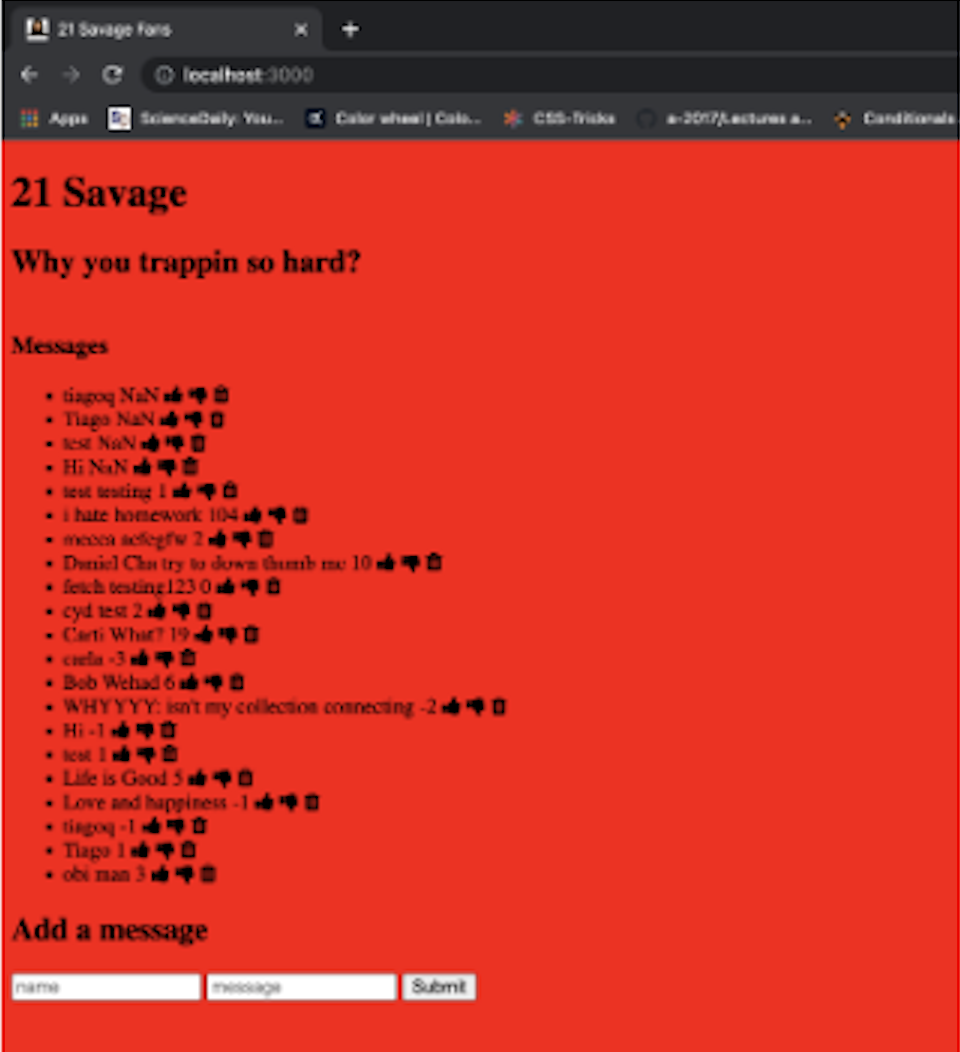 21 Savage Fans
localhost:3000
Apps ScienceDaily: You... Color wheel | Colo... CSS-Tricks a-2017/Lectures a... Conditionals
21 Savage
Why you trappin so hard?
Messages
tiagoq NaN
Tiago NaN
test NaN
Hi NaN
test testing 1
i hate homework 104
mecca 2
Daniel Cha try to down thumb me 10
fetch testing123 0
cyd test 2
Carti What? 19
-3
Bob Wehad 6
WHYYYY: isn't my collection connecting -2
Hi -1
test 1
Life is Good 5
Love and happiness -1
tiagoq -1
Tiago 1
obi man 3
Add a message
name message Submit